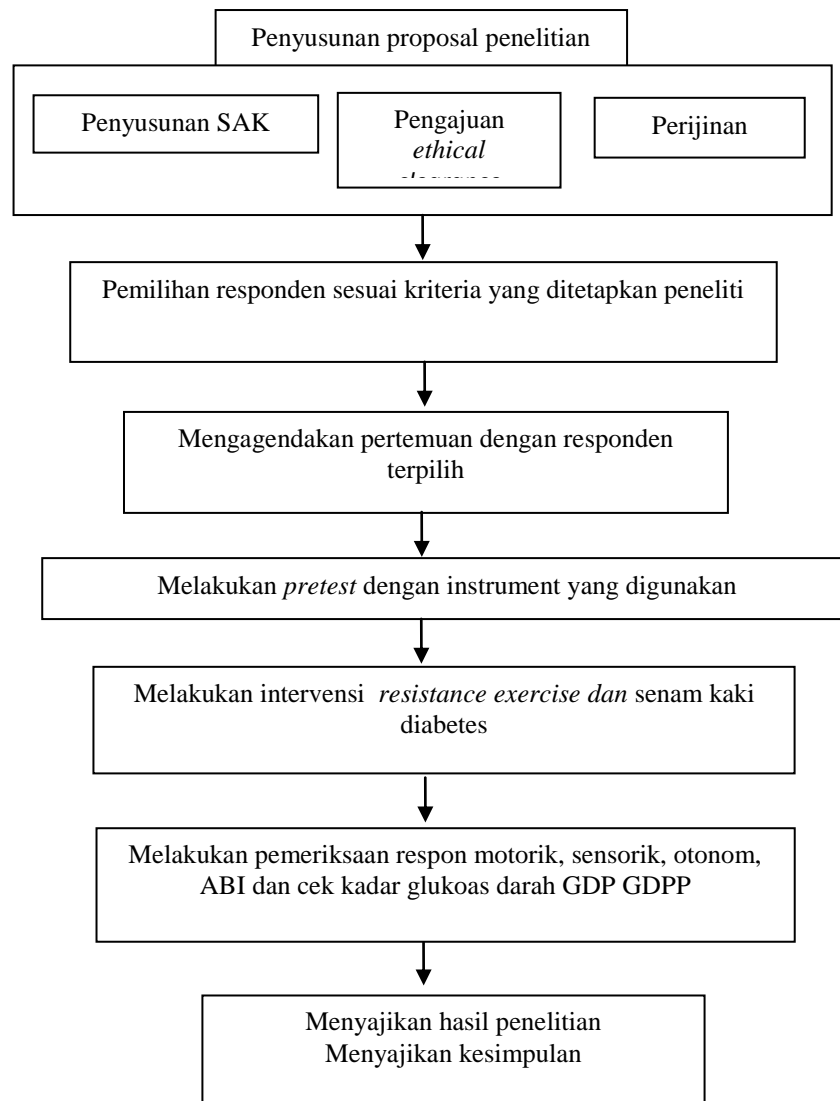 Penyusunan proposal penelitian
Penyusunan SAK
Pengajuan
ethical
Perijinan
Pemilihan responden sesuai kriteria yang ditetapkan peneliti
Mengagendakan pertemuan dengan responden
terpilih
Melakukan pretest dengan instrument yang digunakan
Melakukan intervensi resistance exercise dan senam kaki
diabetes
Melakukan pemeriksaan respon motorik, sensorik, otonom,
ABI dan cek kadar glukoas darah GDP GDPP
Menyajikan hasil penelitian
Menyajikan kesimpulan